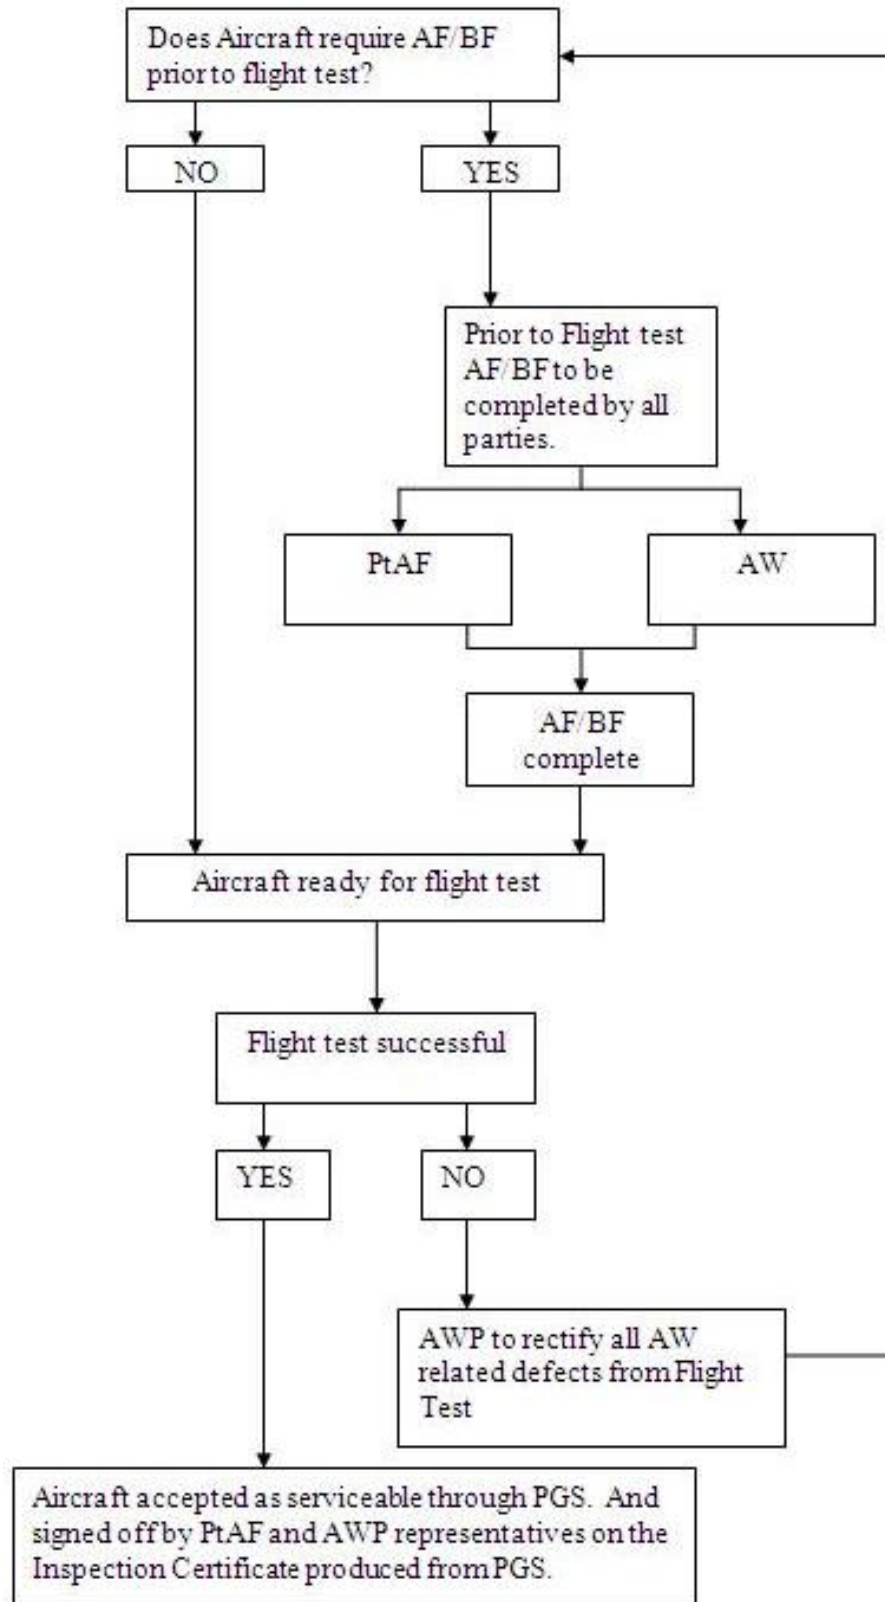 Does Aircraft require AF/BF
prior to flight test?
NO
YES
Prior to Flight test
AF/BF to be
completed by all
parties.
PtAF
AW
AF/BF
complete
Aircraft ready for flight test
Flight test successful
YES
NO
AWP to rectify all AW
related defects from Flight
Test
Aircraft accepted as serviceable through PGS. And
signed off by PtAF and AWP representatives on the
Inspection Certificate produced from PGS.